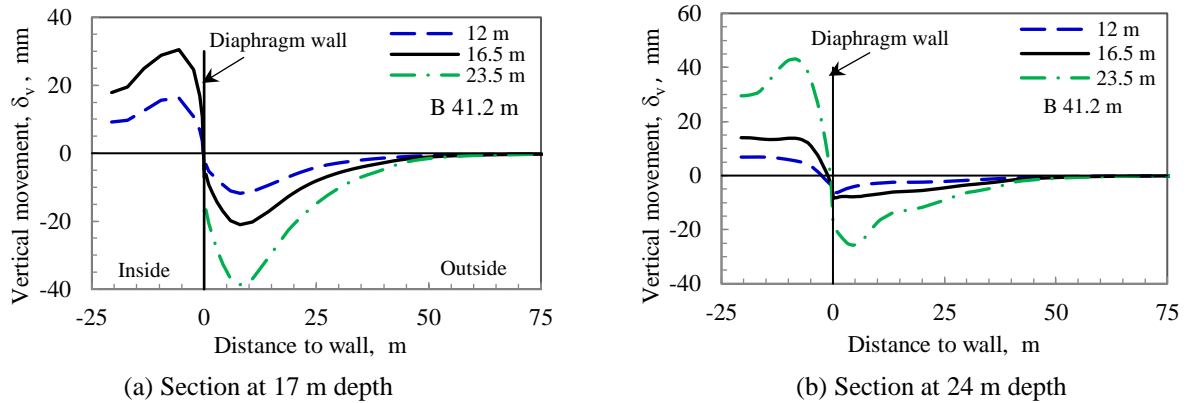 Vertical movement, δv , mm
40
20
0
-20
-40
-25
0
25
50
75
Distance to wall, m
12 m
16.5 m
23.5 m
Diaphragm wall
B 41.2 m
Inside
Outside
(a) Section at 17 m depth
Vertical movement, δv , mm
60
40
20
0
-20
-40
-25
0
25
50
75
Distance to wall, m
12 m
16.5 m
23.5 m
Diaphragm wall
B 41.2 m
(b) Section at 24 m depth